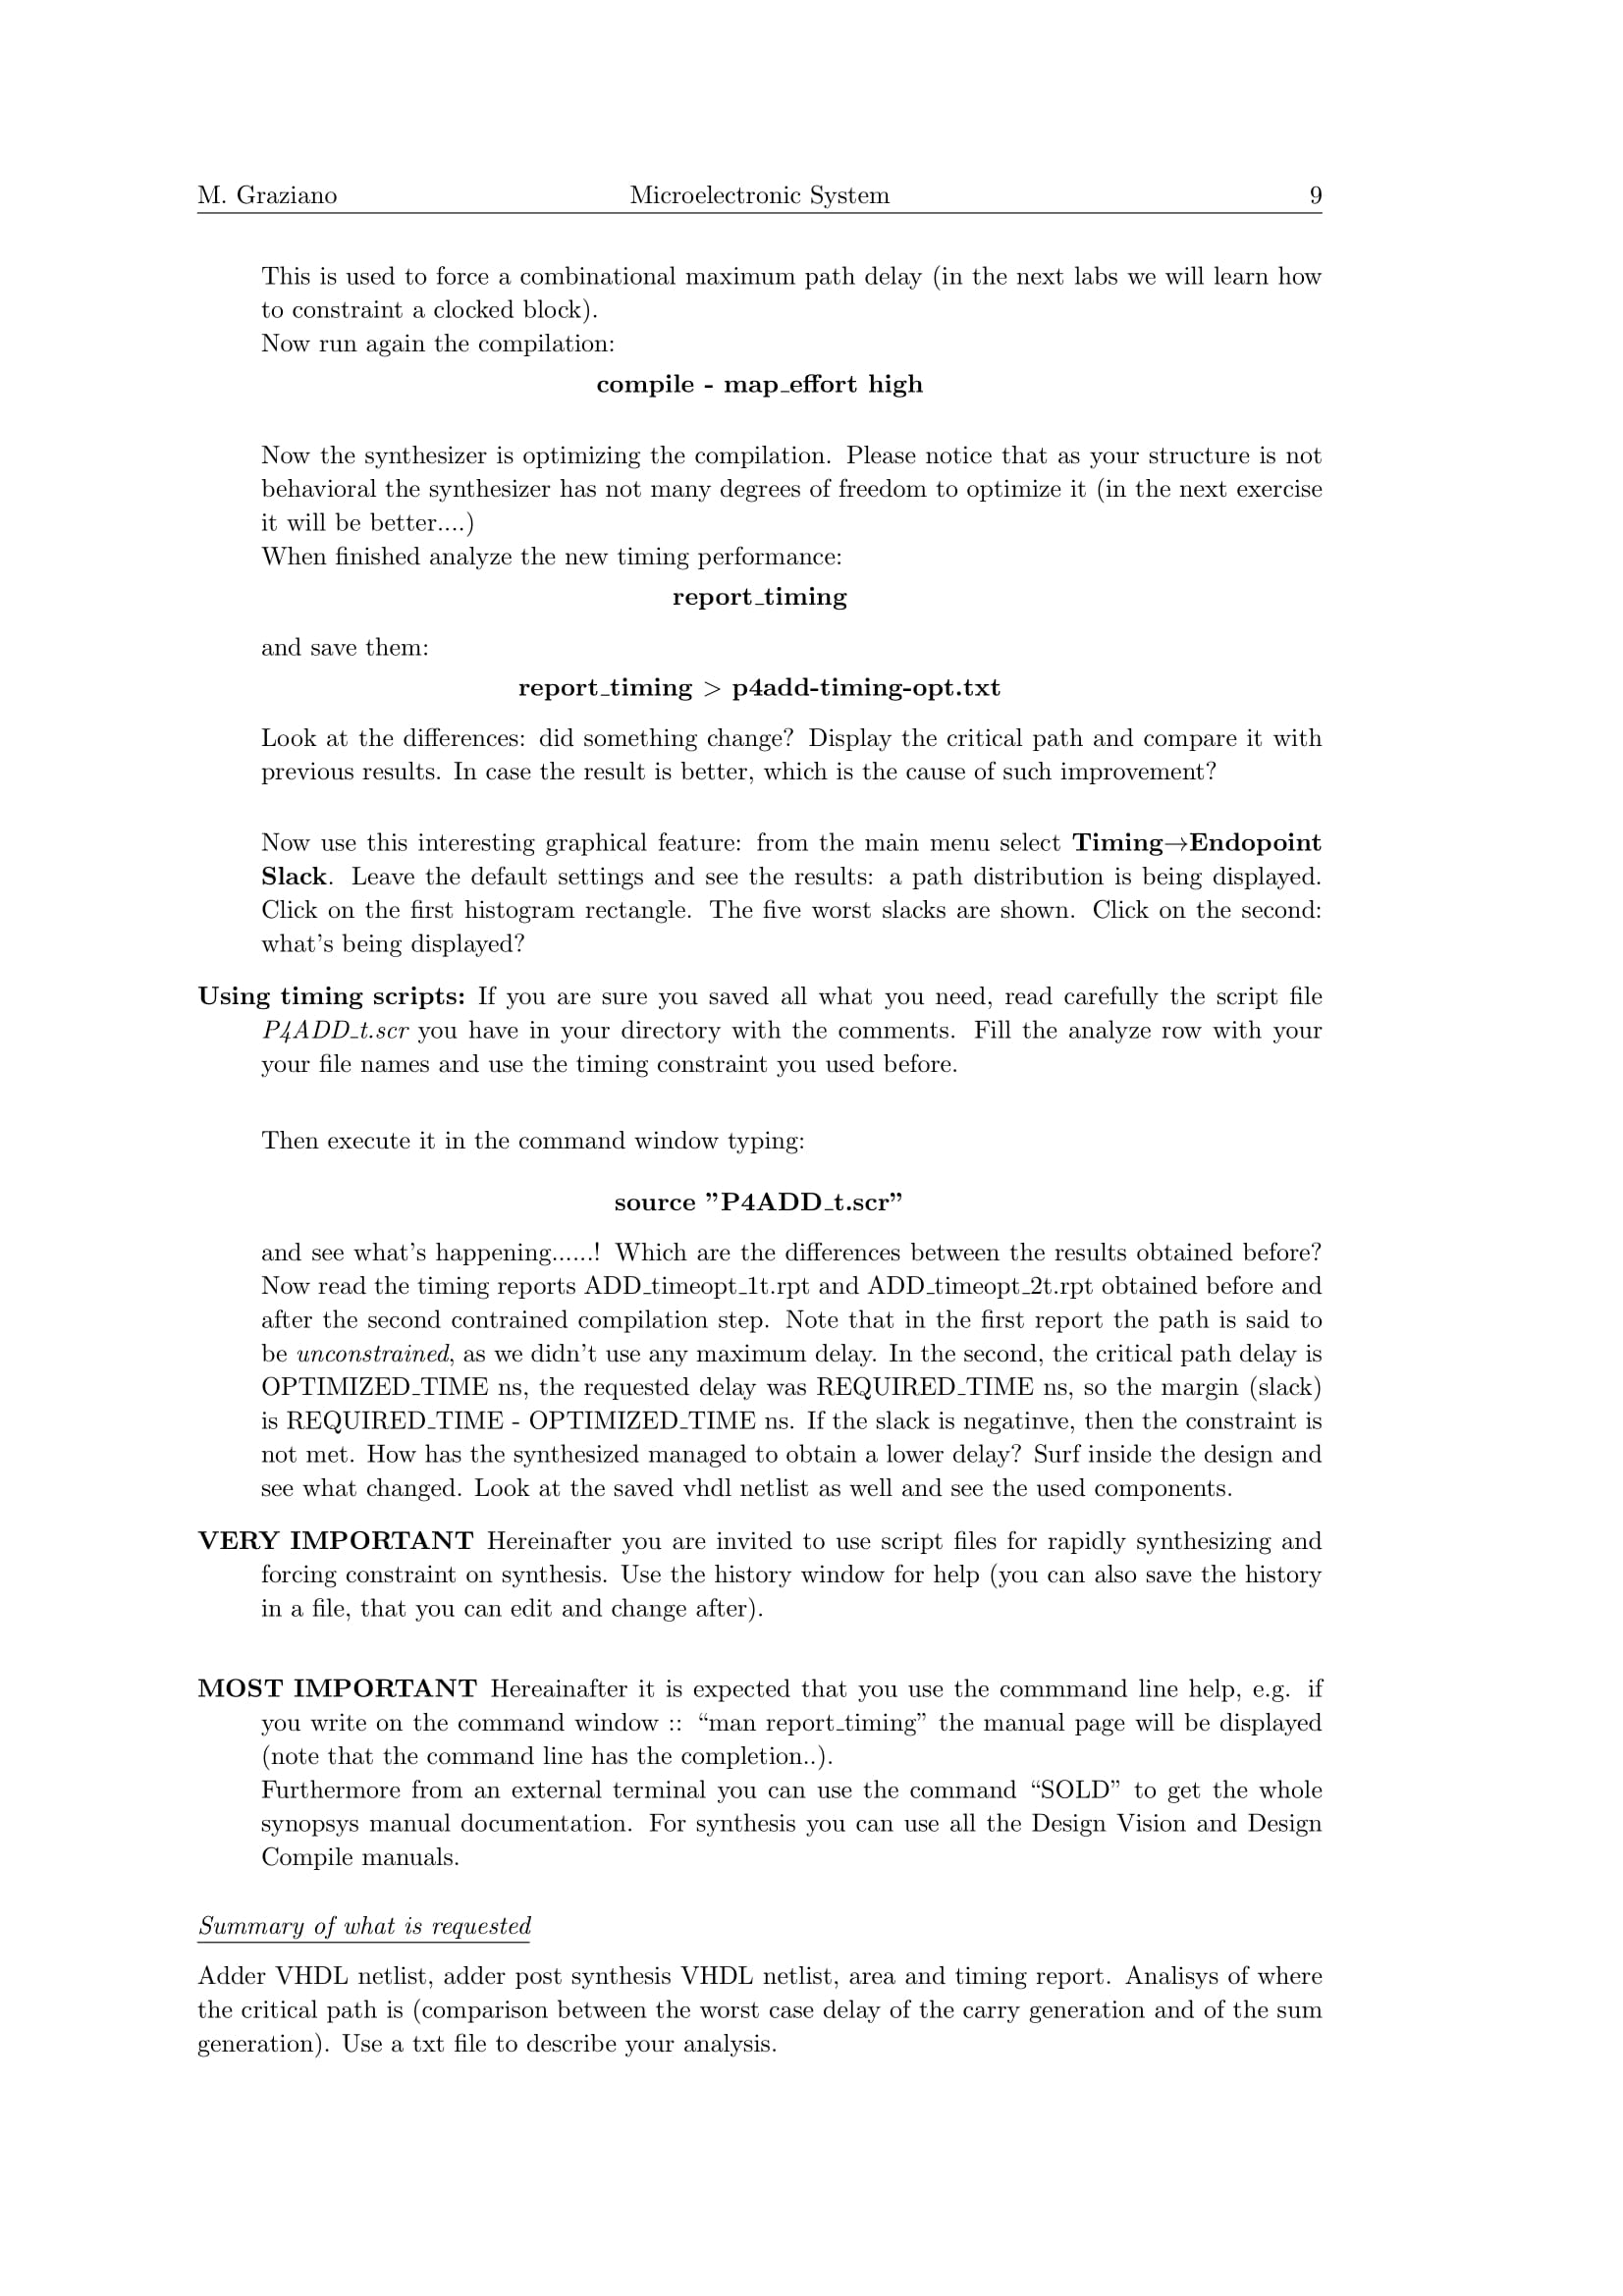 M. Graziano Microelectronic System 9
This is used to force a combinational maximum path delay (in the next labs we will learn how
to constraint a clocked block).
Now run again the compilation:
compile - map_effort high
Now the synthesizer is optimizing the compilation. Please notice that as your structure is not
behavioral the synthesizer has not many degrees of freedom to optimize it (in the next exercise
it will be better....)
When finished analyze the new timing performance:
report_timing
and save them:
report_timing > p4add-timing-opt.txt
Look at the differences: did something change? Display the critical path and compare it with
previous results. In case the result is better, which is the cause of such improvement?
Now use this interesting graphical feature: from the main menu select Timing→Endopoint
Slack. Leave the default settings and see the results: a path distribution is being displayed.
Click on the first histogram rectangle. The five worst slacks are shown. Click on the second:
what's being displayed?
Using timing scripts: If you are sure you saved all what you need, read carefully the script file
P4ADD_t.scr you have in your directory with the comments. Fill the analyze row with your
your file names and use the timing constraint you used before.
Then execute it in the command window typing:
source ”P4ADD_t.scr”
and see what's happening......! Which are the differences between the results obtained before?
Now read the timing reports ADD_timeopt_1t.rpt and ADD_timeopt_2t.rpt obtained before and
after the second contrained compilation step. Note that in the first report the path is said to
be unconstrained, as we didn't use any maximum delay. In the second, the critical path delay is
OPTIMIZED_TIME ns, the requested delay was REQUIRED_TIME ns, so the margin (slack)
is REQUIRED_TIME - OPTIMIZED_TIME ns. If the slack is negatinve, then the constraint is
not met. How has the synthesized managed to obtain a lower delay? Surf inside the design and
see what changed. Look at the saved vhdl netlist as well and see the used components.
VERY IMPORTANT Hereinafter you are invited to use script files for rapidly synthesizing and
forcing constraint on synthesis. Use the history window for help (you can also save the history
in a file, that you can edit and change after).
MOST IMPORTANT Hereainafter it is expected that you use the commmand line help, e.g. if
you write on the command window :: “man report_timing” the manual page will be displayed
(note that the command line has the completion..).
Furthermore from an external terminal you can use the command “SOLD” to get the whole
synopsys manual documentation. For synthesis you can use all the Design Vision and Design
Compile manuals.
Summary of what is requested
Adder VHDL netlist, adder post synthesis VHDL netlist, area and timing report. Analisys of where
the critical path is (comparison between the worst case delay of the carry generation and of the sum
generation). Use a txt file to describe your analysis.